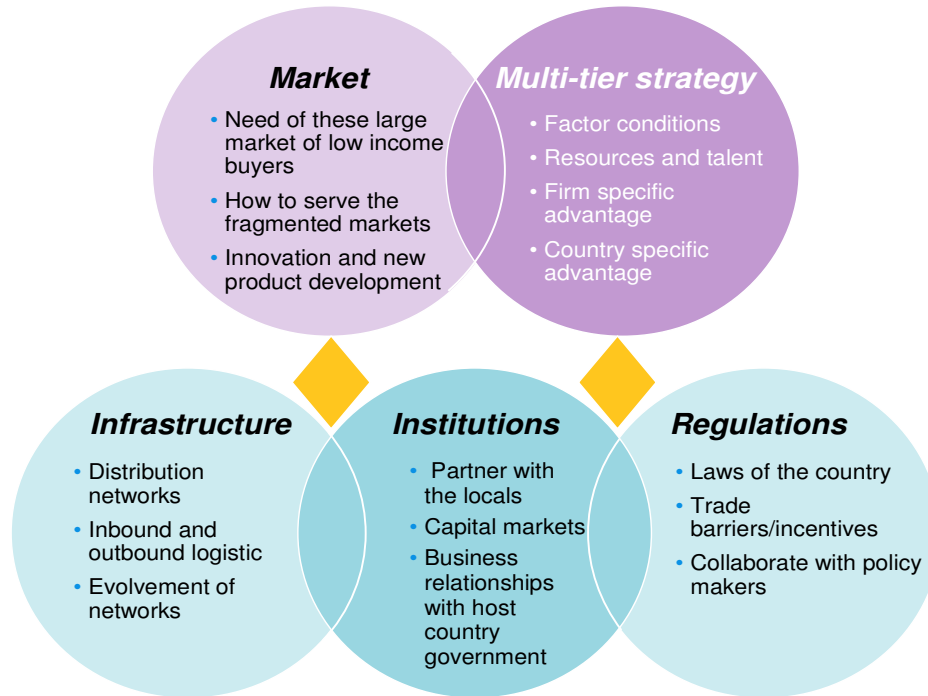 Market
• Need of these large
market of low income
buyers
• How to serve the
fragmented markets
• Innovation and new
product development
Multi-tier strategy
• Factor conditions
• Resources and talent
• Firm specific
advantage
• Country specific
advantage
Infrastructure
• Distribution
networks
• Inbound and
outbound logistic
• Evolvement of
networks
Institutions
• Partner with
the locals
• Capital markets
• Business
relationships
with host
country
government
Regulations
• Laws of the country
• Trade
barriers/incentives
• Collaborate with policy
makers